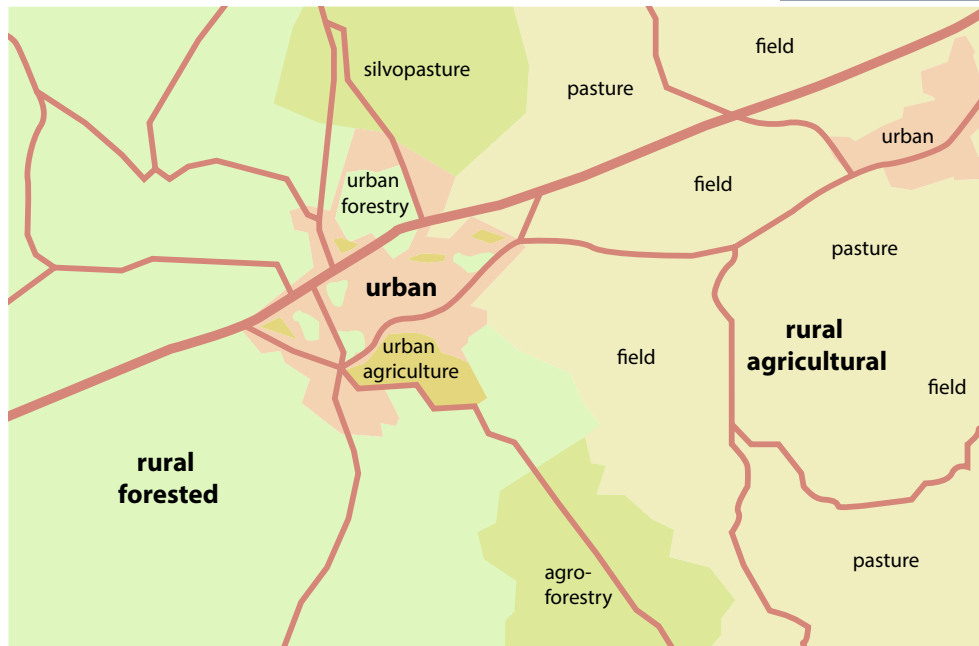 field
silvopasture
pasture
urban
urban
forestry
field
pasture
urban
rural
agricultural
urban
agriculture
field
field
rural
forested
agro-
forestry
pasture